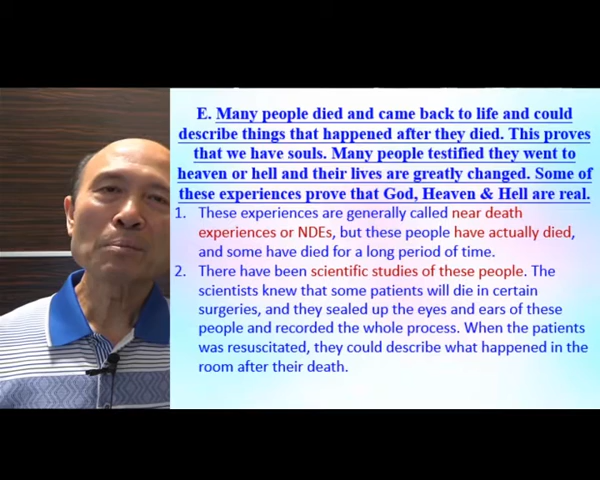 E. Many people died and came back to life and could
describe things that happened after they died. This proves
that we have souls. Many people testified they went to
heaven or hell and their lives are greatly changed. Some of
these experiences prove that God, Heaven & Hell are real.
1. These experiences are generally called near death
experiences or NDEs, but these people have actually died,
and some have died for a long period of time.
2. There have been scientific studies of these people. The
scientists knew that some patients will die in certain
surgeries, and they sealed up the eyes and ears of these
people and recorded the whole process. When the patients
was resuscitated, they could describe what happened in the
room after their death.